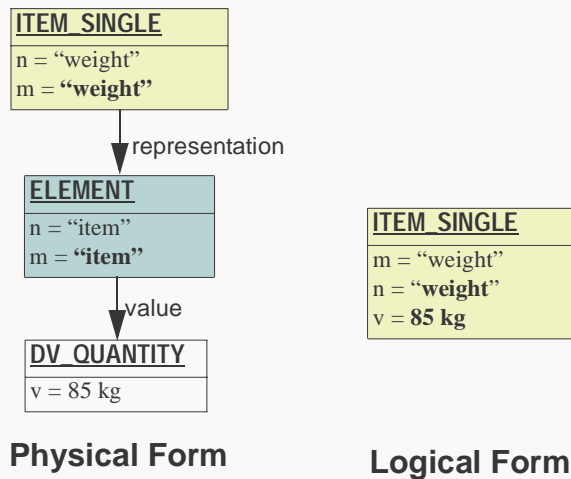 ITEM_SINGLE
n = “weight”
m = “weight”
representation
ELEMENT
n = “item”
m = “item”
value
DV_QUANTITY
v = 85 kg
Physical Form
ITEM_SINGLE
m = “weight”
n = “weight”
v = 85 kg
Logical Form